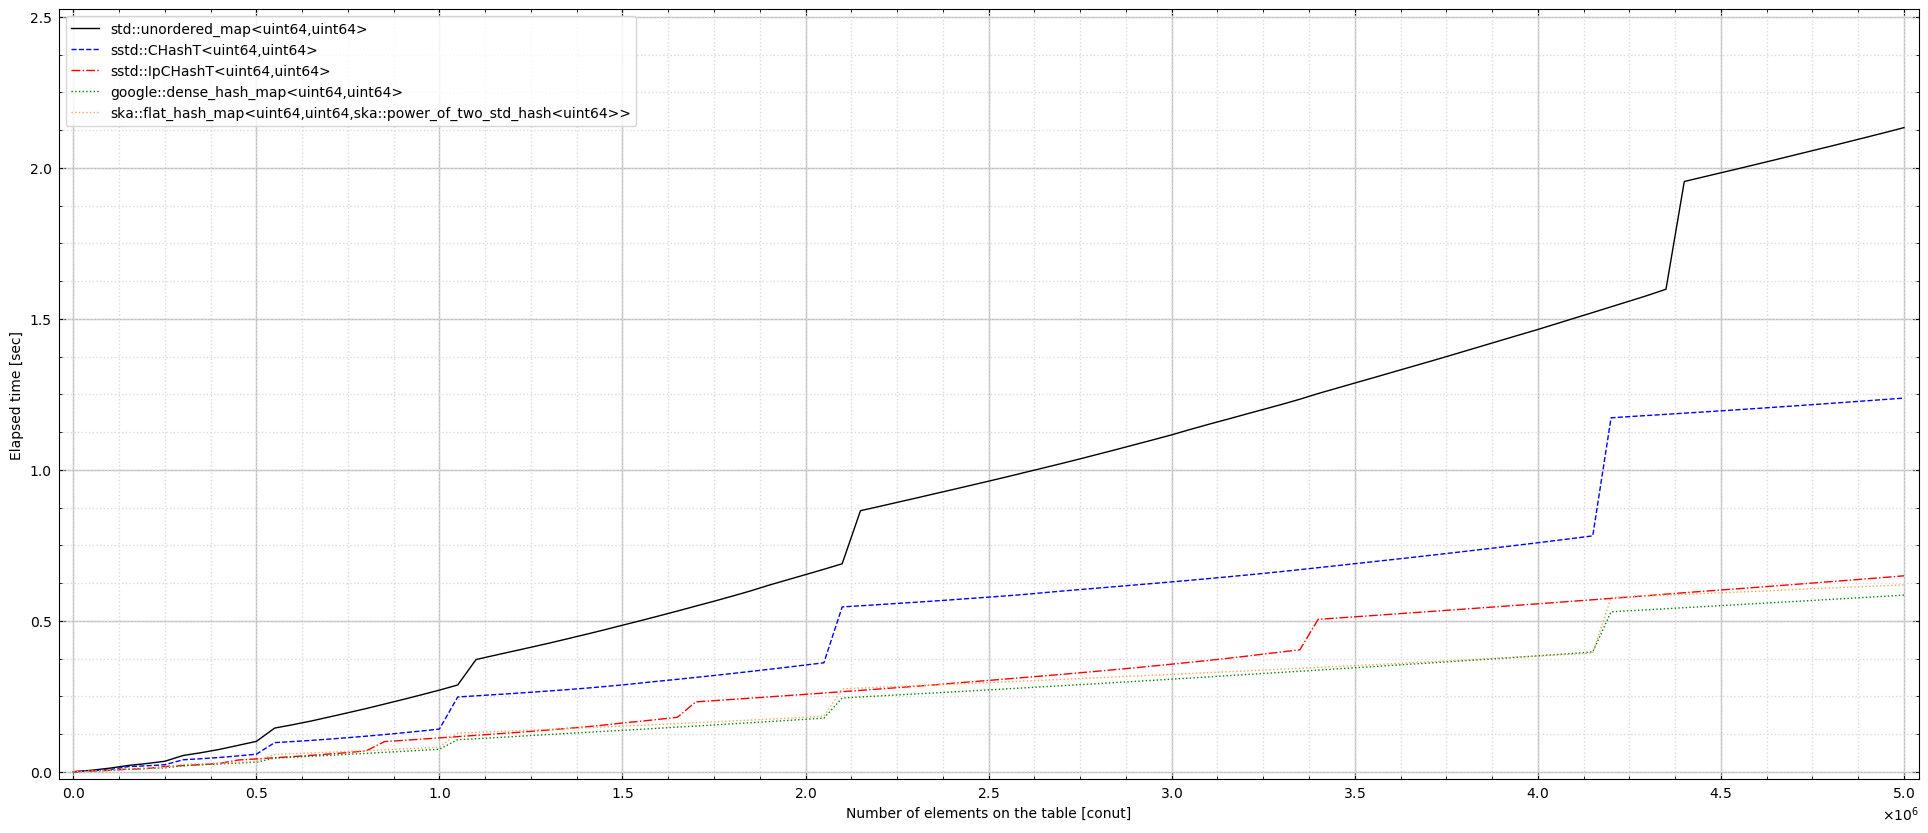 2.5
2.0
1.5
1.0
0.5
0.0
Elapsed time [sec]
std::unordered_map<uint64,uint64>
sstd::CHashT<uint64,uint64>
sstd::IpCHashT<uint64,uint64>
google::dense_hash_map<uint64,uint64>
ska::flat_hash_map<uint64,uint64,ska::power_of_two_std_hash<uint64>>
0.0 0.5 1.0 1.5 2.0 2.5 3.0 3.5 4.0 4.5 5.0
Number of elements on the table [conut]
×10⁶